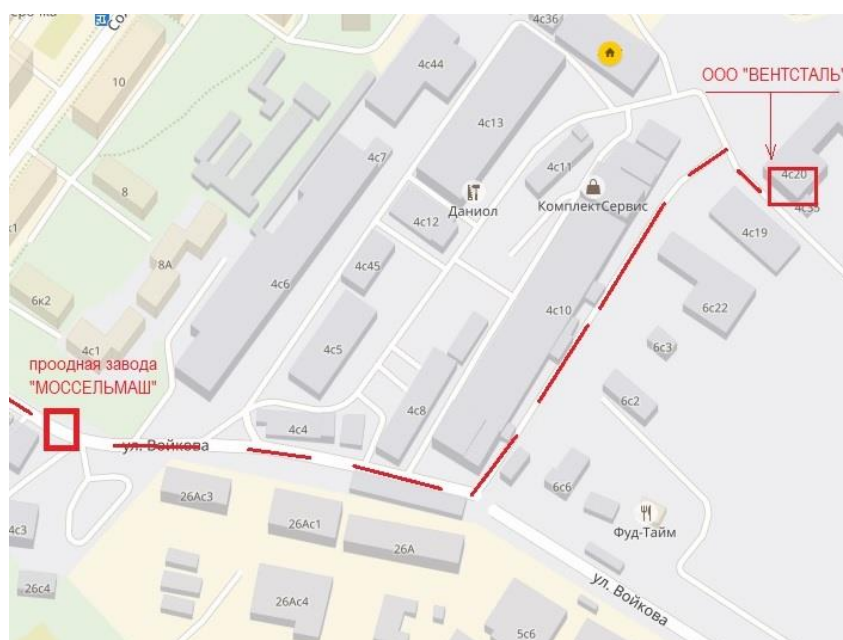 4с36
4с44
ООО "ВЕНТСТАЛЬ"
10
4с13
4с7
4с11
4с20
8
Даниол
КомплектСервис
4с12
4с19
8А
4с45
4с6
6к2
4с10
6с22
4с1
4с5
6с3
проодная завода
"МОССЕЛЬМАШ"
4с8
6с2
4с4
ул. Войкова
26Ас3
6с6
4с3
26Ас1
Фуд-Тайм
26А
26с4
ул. Войкова
26Ас4
5с6